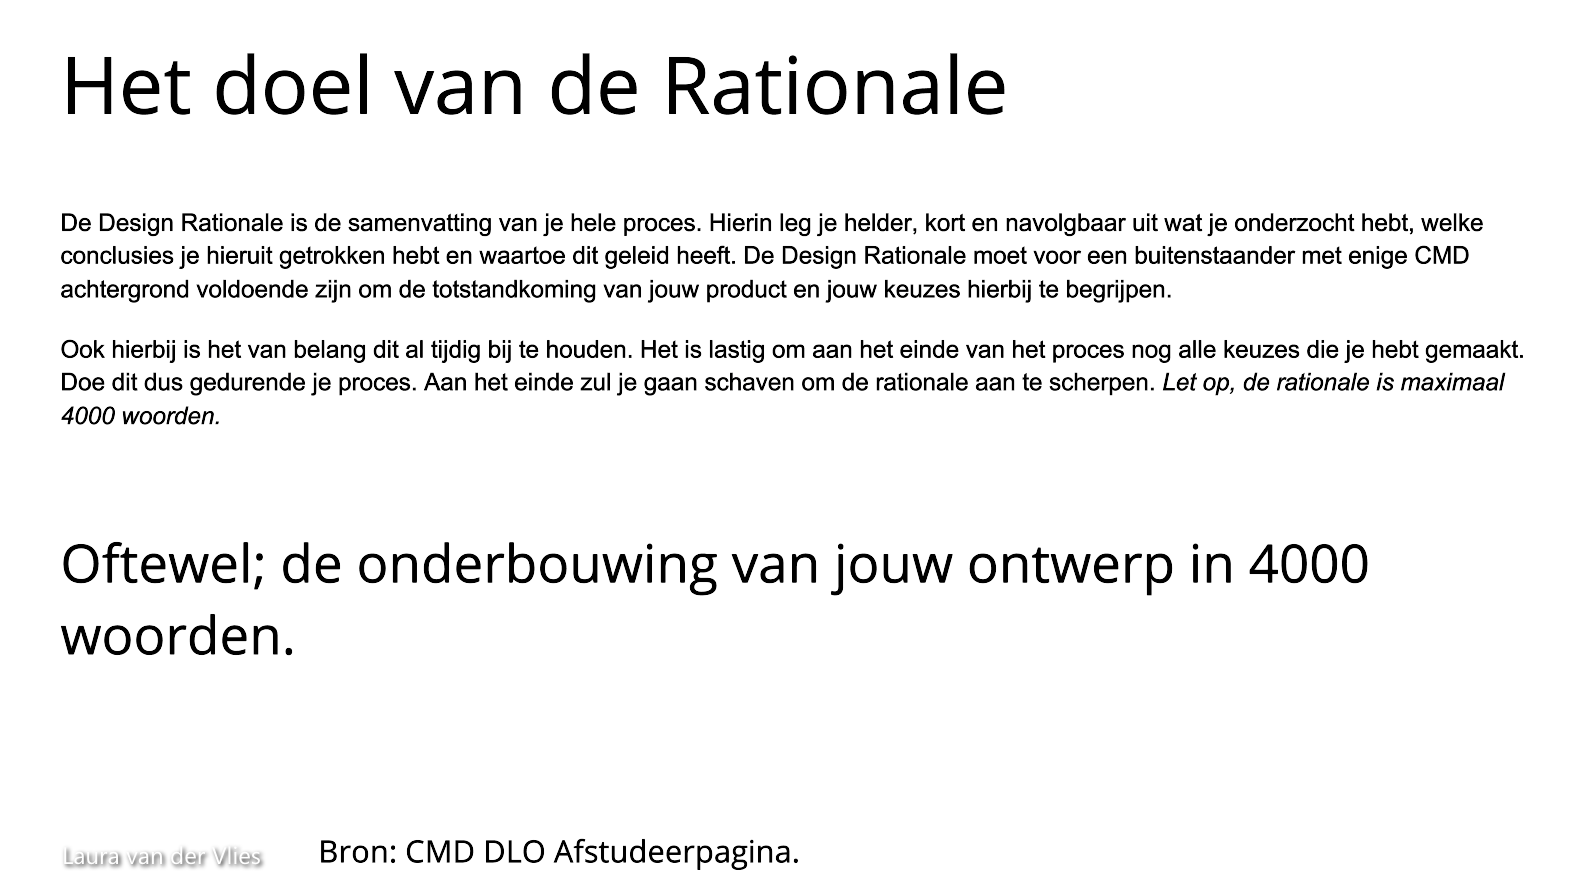 Het doel van de Rationale
De Design Rationale is de samenvatting van je hele proces. Hierin leg je helder, kort en navolgbaar uit wat je onderzocht hebt, welke
conclusies je hieruit getrokken hebt en waartoe dit geleid heeft. De Design Rationale moet voor een buitenstaander met enige CMD
achtergrond voldoende zijn om de totstandkoming van jouw product en jouw keuzes hierbij te begrijpen.
Ook hierbij is het van belang dit al tijdig bij te houden. Het is lastig om aan het einde van het proces nog alle keuzes die je hebt gemaakt.
Doe dit dus gedurende je proces. Aan het einde zul je gaan schaven om de rationale aan te scherpen. Let op, de rationale is maximaal
4000 woorden.
Oftewel; de onderbouwing van jouw ontwerp in 4000
woorden.
Laura van der Vlies
Bron: CMD DLO Afstudeerpagina.